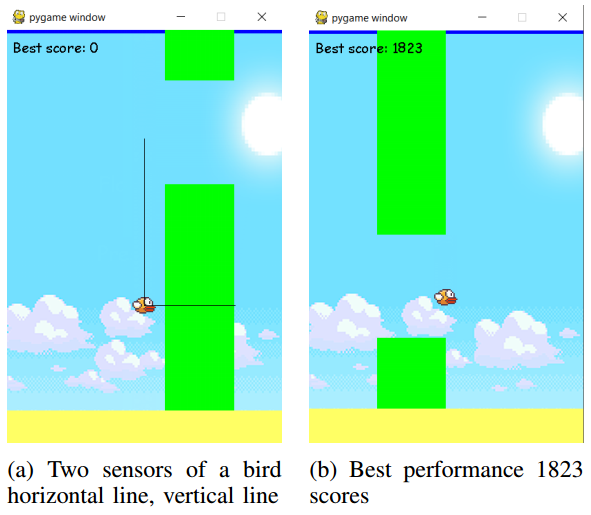 pygame window
Best score: 0
pygame window
Best score: 1823
(a) Two sensors of a bird
horizontal line, vertical line
(b) Best performance 1823
scores